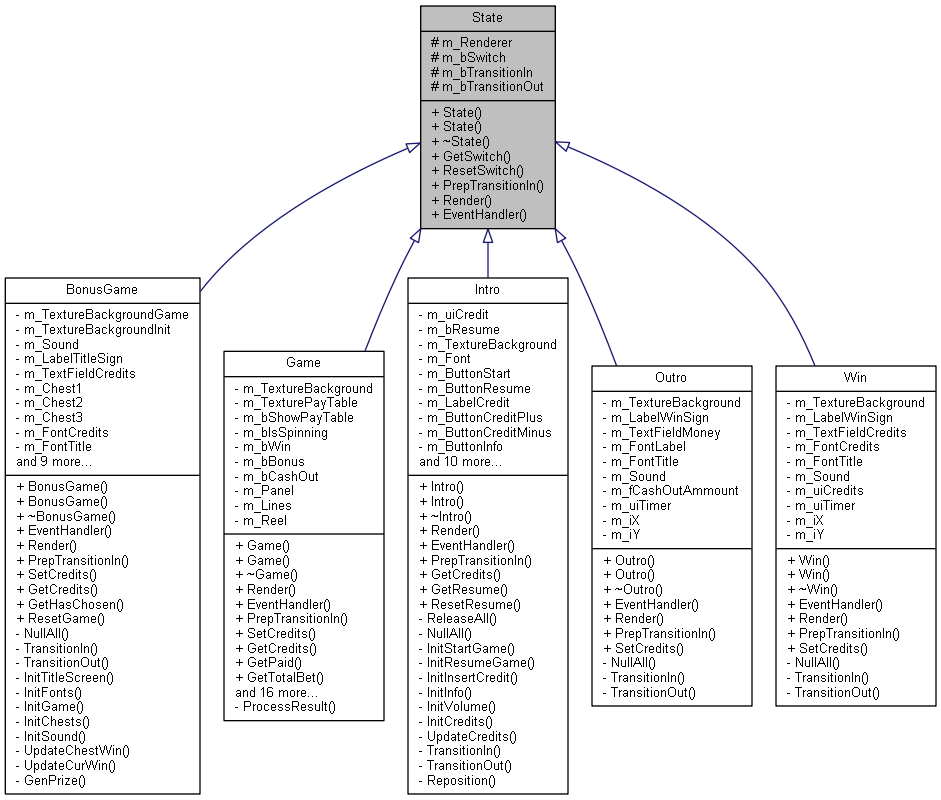 State
# m_Renderer
# m_bSwitch
# m_bTransitionIn
# m_bTransitionOut
+ State()
+ State()
+ ~State()
+ GetSwitch()
+ ResetSwitch()
+ PrepTransitionIn()
+ Render()
+ EventHandler()
BonusGame
- m_TextureBackgroundGame
- m_TextureBackgroundInit
- m_Sound
- m_LabelTitleSign
- m_TextFieldCredits
- m_Chest1
- m_Chest2
- m_Chest3
- m_FontCredits
- m_FontTitle
and 9 more...
+ BonusGame()
+ BonusGame()
+ ~BonusGame()
+ EventHandler()
+ Render()
+ PrepTransitionIn()
+ SetCredits()
+ GetCredits()
+ GetHasChosen()
+ ResetGame()
- NullAll()
- TransitionIn()
- TransitionOut()
- InitTitleScreen()
- InitFonts()
- InitGame()
- InitChests()
- InitSound()
- UpdateChestWin()
- UpdateCurWin()
- GenPrize()
Game
- m_TextureBackground
- m_TexturePayTable
- m_bShowPayTable
- m_bIsSpinning
- m_bWin
- m_bBonus
- m_bCashOut
- m_Panel
- m_Lines
- m_Reel
+ Game()
+ Game()
+ ~Game()
+ Render()
+ EventHandler()
+ PrepTransitionIn()
+ SetCredits()
+ GetCredits()
+ GetPaid()
+ GetTotalBet()
and 16 more...
- ProcessResult()
Intro
- m_uiCredit
- m_bResume
- m_TextureBackground
- m_Font
- m_ButtonStart
- m_ButtonResume
- m_LabelCredit
- m_ButtonCreditPlus
- m_ButtonCreditMinus
- m_ButtonInfo
and 10 more...
+ Intro()
+ Intro()
+ ~Intro()
+ Render()
+ EventHandler()
+ PrepTransitionIn()
+ GetCredits()
+ GetResume()
+ ResetResume()
- ReleaseAll()
- NullAll()
- InitStartGame()
- InitResumeGame()
- InitInsertCredit()
- InitInfo()
- InitVolume()
- InitCredits()
- UpdateCredits()
- TransitionIn()
- TransitionOut()
- Reposition()
Outro
- m_TextureBackground
- m_LabelWinSign
- m_TextFieldMoney
- m_FontLabel
- m_FontTitle
- m_Sound
- m_fCashOutAmmount
- m_uiTimer
- m_iX
- m_iY
+ Outro()
+ Outro()
+ ~Outro()
+ EventHandler()
+ Render()
+ PrepTransitionIn()
+ SetCredits()
- NullAll()
- TransitionIn()
- TransitionOut()
Win
- m_TextureBackground
- m_LabelWinSign
- m_TextFieldCredits
- m_FontCredits
- m_FontTitle
- m_Sound
- m_uiCredits
- m_uiTimer
- m_iX
- m_iY
+ Win()
+ Win()
+ ~Win()
+ EventHandler()
+ Render()
+ PrepTransitionIn()
+ SetCredits()
- NullAll()
- TransitionIn()
- TransitionOut()